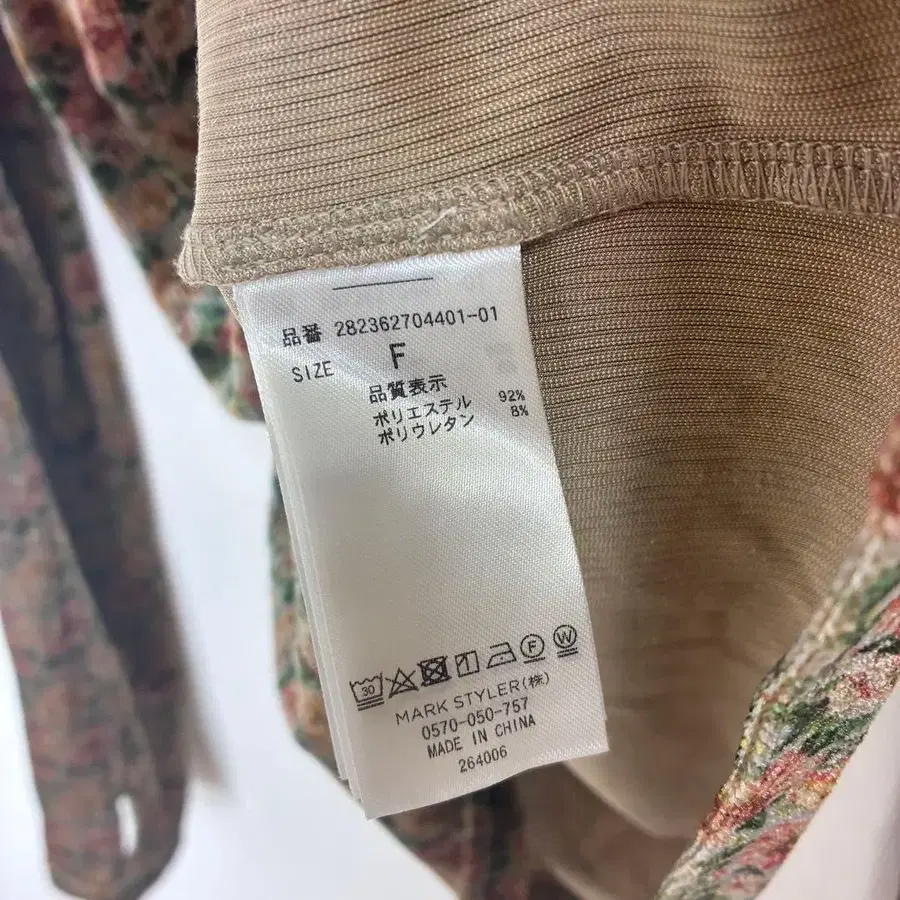 品番 282362704401-01
SIZE F
品質表示
ポリエステル 92%
ポリウレタン 8%
30 F W
MARK STYLER(株)
0570-050-757
MADE IN CHINA
264006